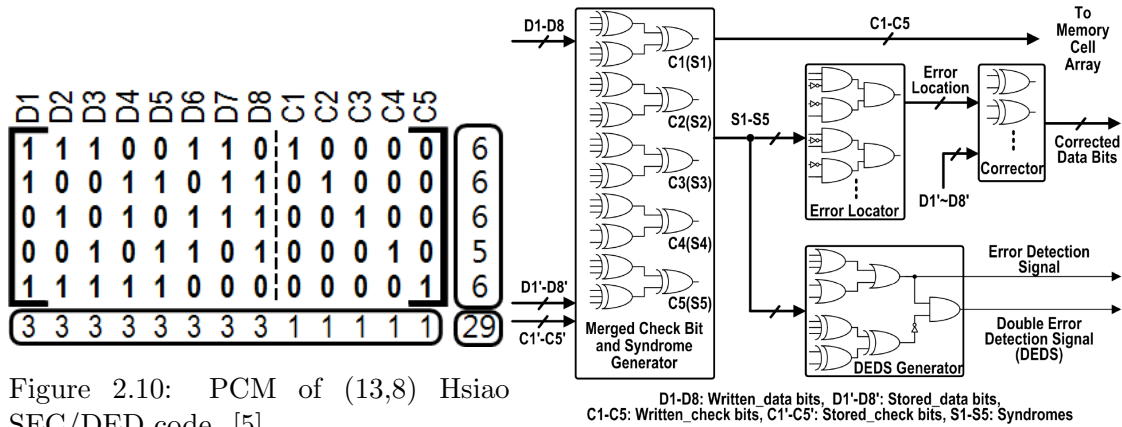 D1 D2 D3 D4 D5 D6 D7 D8 C1 C2 C3 C4 C5
1 1 1 0 0 1 1 0 1 0 0 0 0 6
1 0 0 1 1 0 1 1 0 1 0 0 0 6
0 1 0 1 0 1 1 1 0 0 1 0 0 6
0 0 1 0 1 1 0 1 0 0 0 1 0 5
1 1 1 1 1 0 0 0 0 0 0 0 1 6
3 3 3 3 3 3 3 3 1 1 1 1 1 29
Figure 2.10: PCM of (13,8) Hsiao
SEC/DED code [5]
D1-D8
D1'-D8'
C1'-C5'
C1(S1)
C2(S2)
C3(S3)
C4(S4)
C5(S5)
Merged Check Bit
and Syndrome
Generator
C1-C5
To
Memory
Cell
Array
S1-S5
Error Locator
Error
Location
D1'~D8'
Corrector
Corrected
Data Bits
DEDS Generator
Error Detection
Signal
Double Error
Detection Signal
(DEDS)
D1-D8: Written_data bits, D1'-D8': Stored_data bits,
C1-C5: Written_check bits, C1'-C5': Stored_check bits, S1-S5: Syndromes